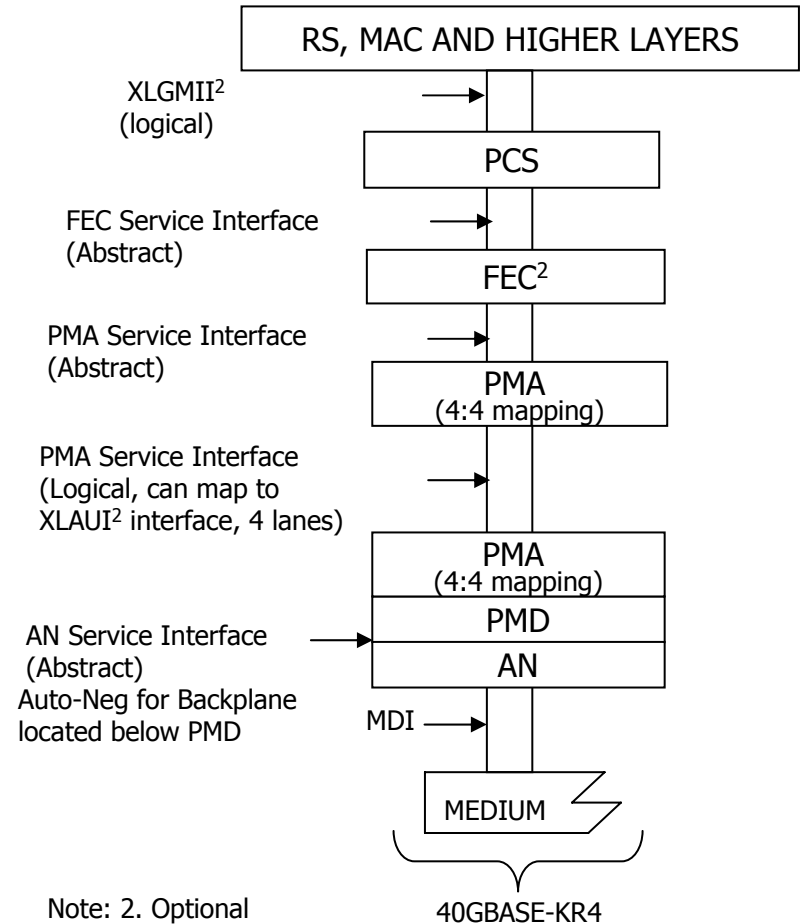 RS, MAC AND HIGHER LAYERS
XLGMII²
(logical)
PCS
FEC Service Interface
(Abstract)
FEC²
PMA Service Interface
(Abstract)
PMA
(4:4 mapping)
PMA Service Interface
(Logical, can map to
XLAUI² interface, 4 lanes)
PMA
(4:4 mapping)
PMD
AN Service Interface
(Abstract)
Auto-Neg for Backplane
located below PMD
AN
MDI
MEDIUM
Note: 2. Optional
40GBASE-KR4